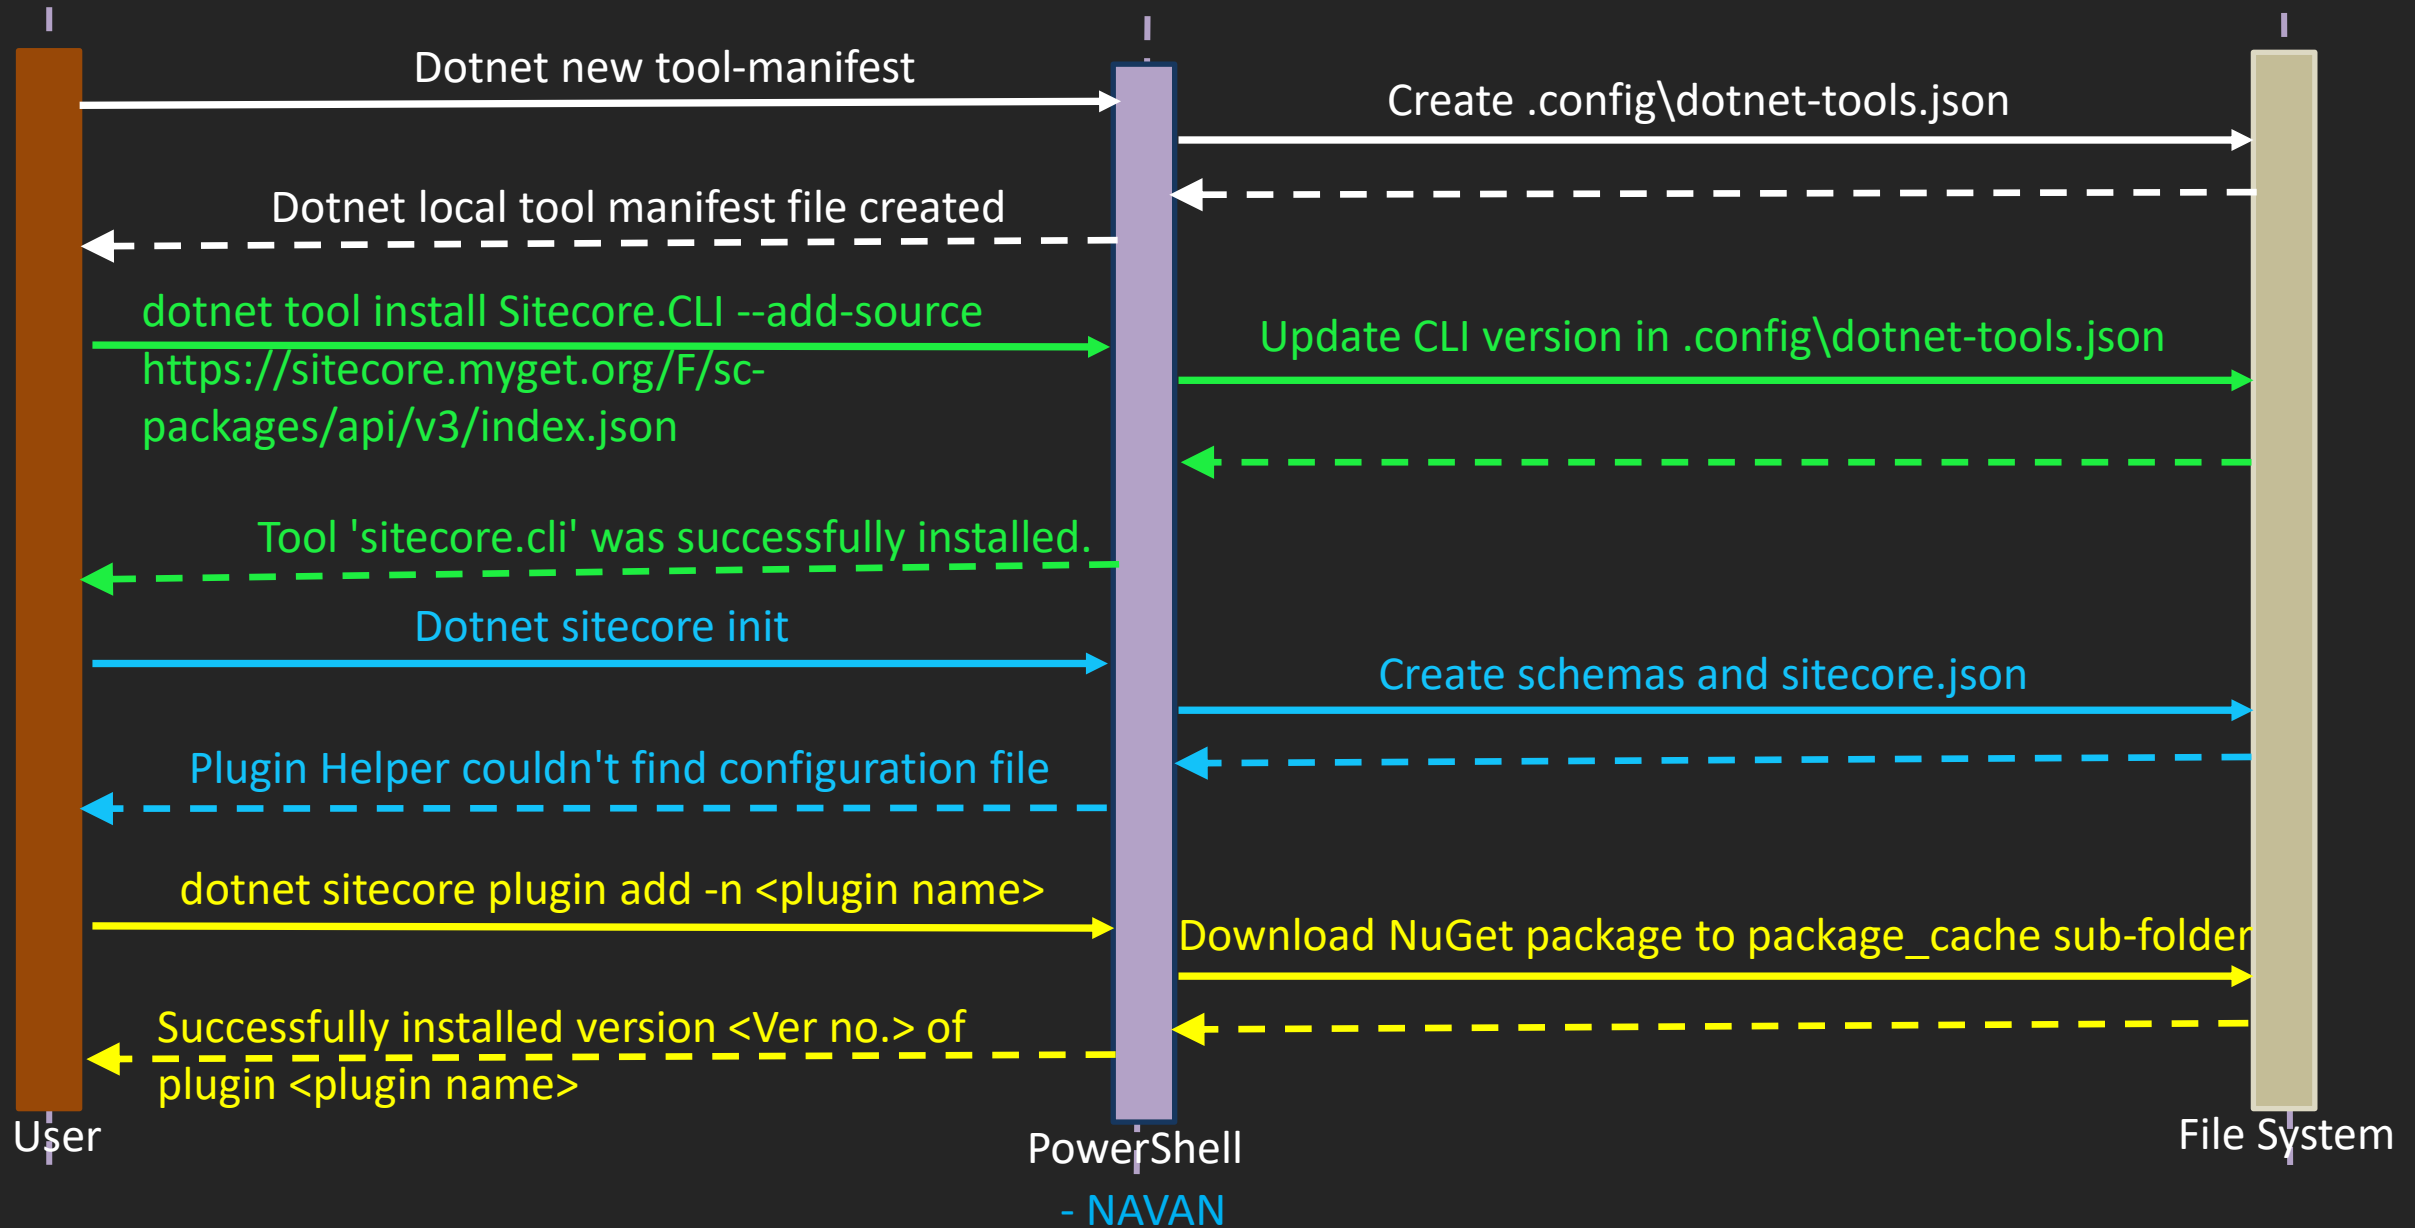 Dotnet new tool-manifest
Create .config\dotnet-tools.json
Dotnet local tool manifest file created
dotnet tool install Sitecore.CLI --add-source
https://sitecore.myget.org/F/sc-
packages/api/v3/index.json
Update CLI version in .config\dotnet-tools.json
Tool 'sitecore.cli' was successfully installed.
Dotnet sitecore init
Create schemas and sitecore.json
Plugin Helper couldn't find configuration file
dotnet sitecore plugin add -n <plugin name>
Download NuGet package to package_cache sub-folder
Successfully installed version <Ver no.> of
plugin <plugin name>
User
PowerShell
File System
- NAVAN